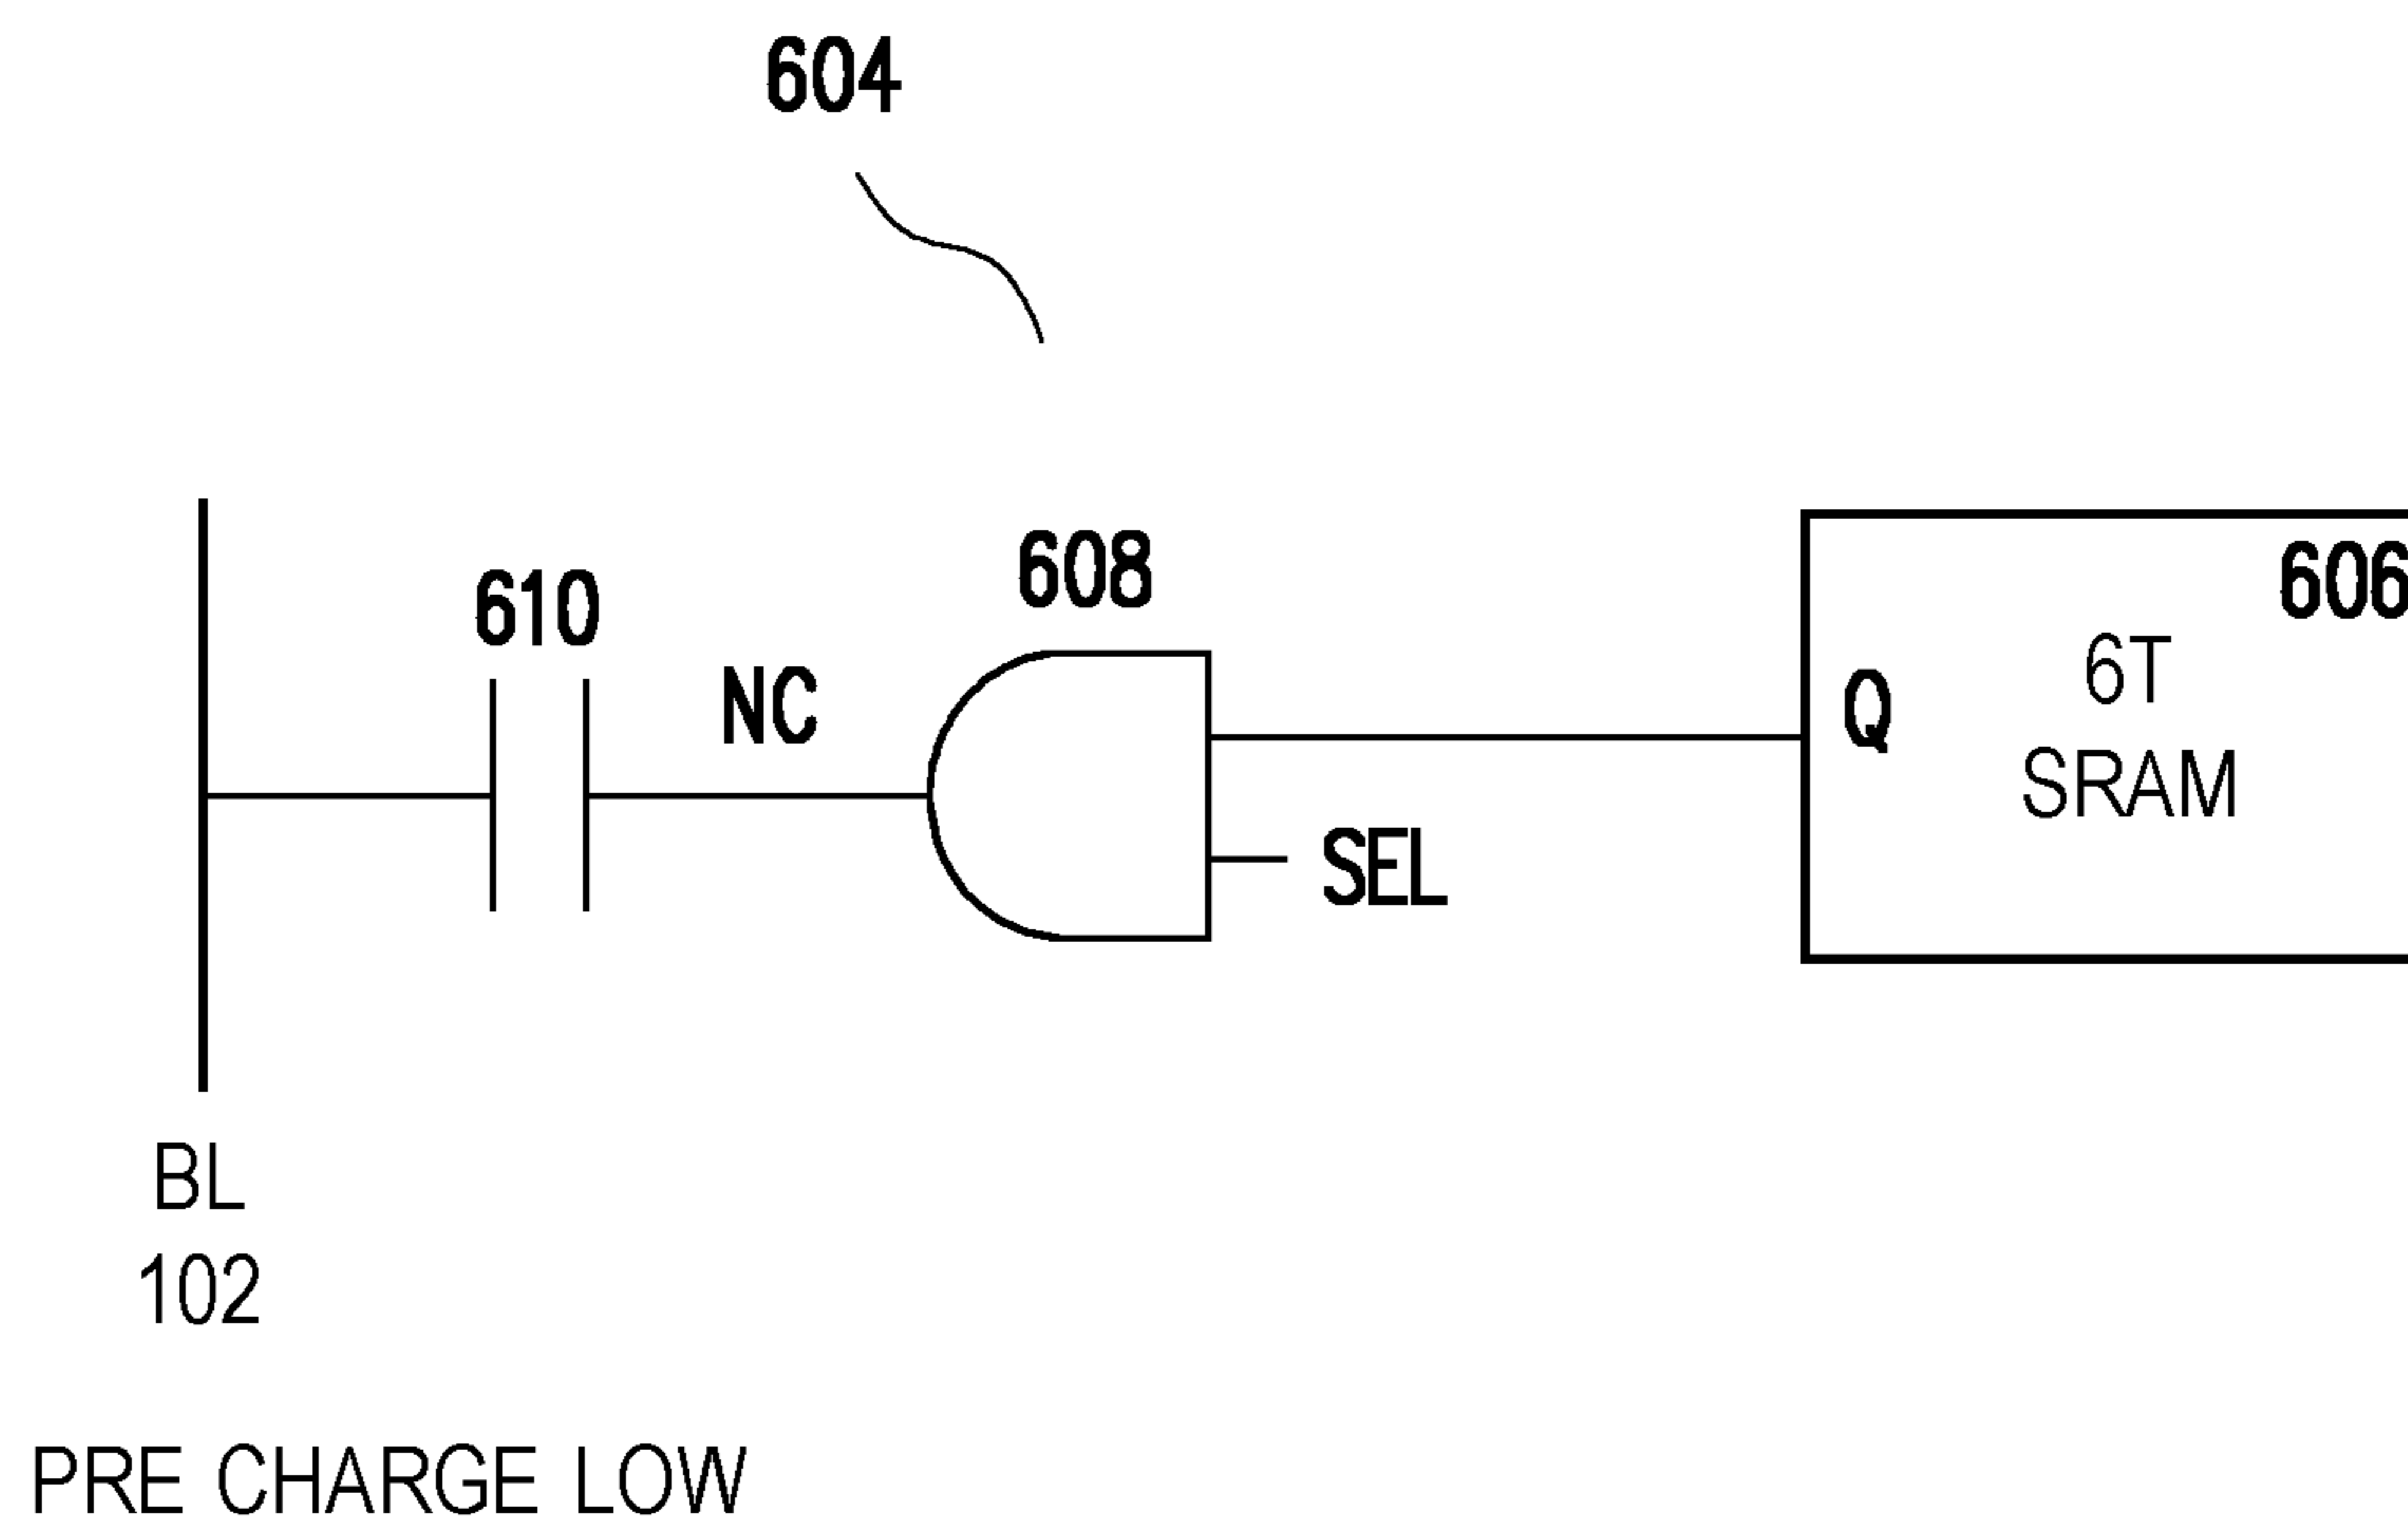 604
608
610
606
6T
NC
Q
SRAM
SEL
BL
102
PRE CHARGE LOW